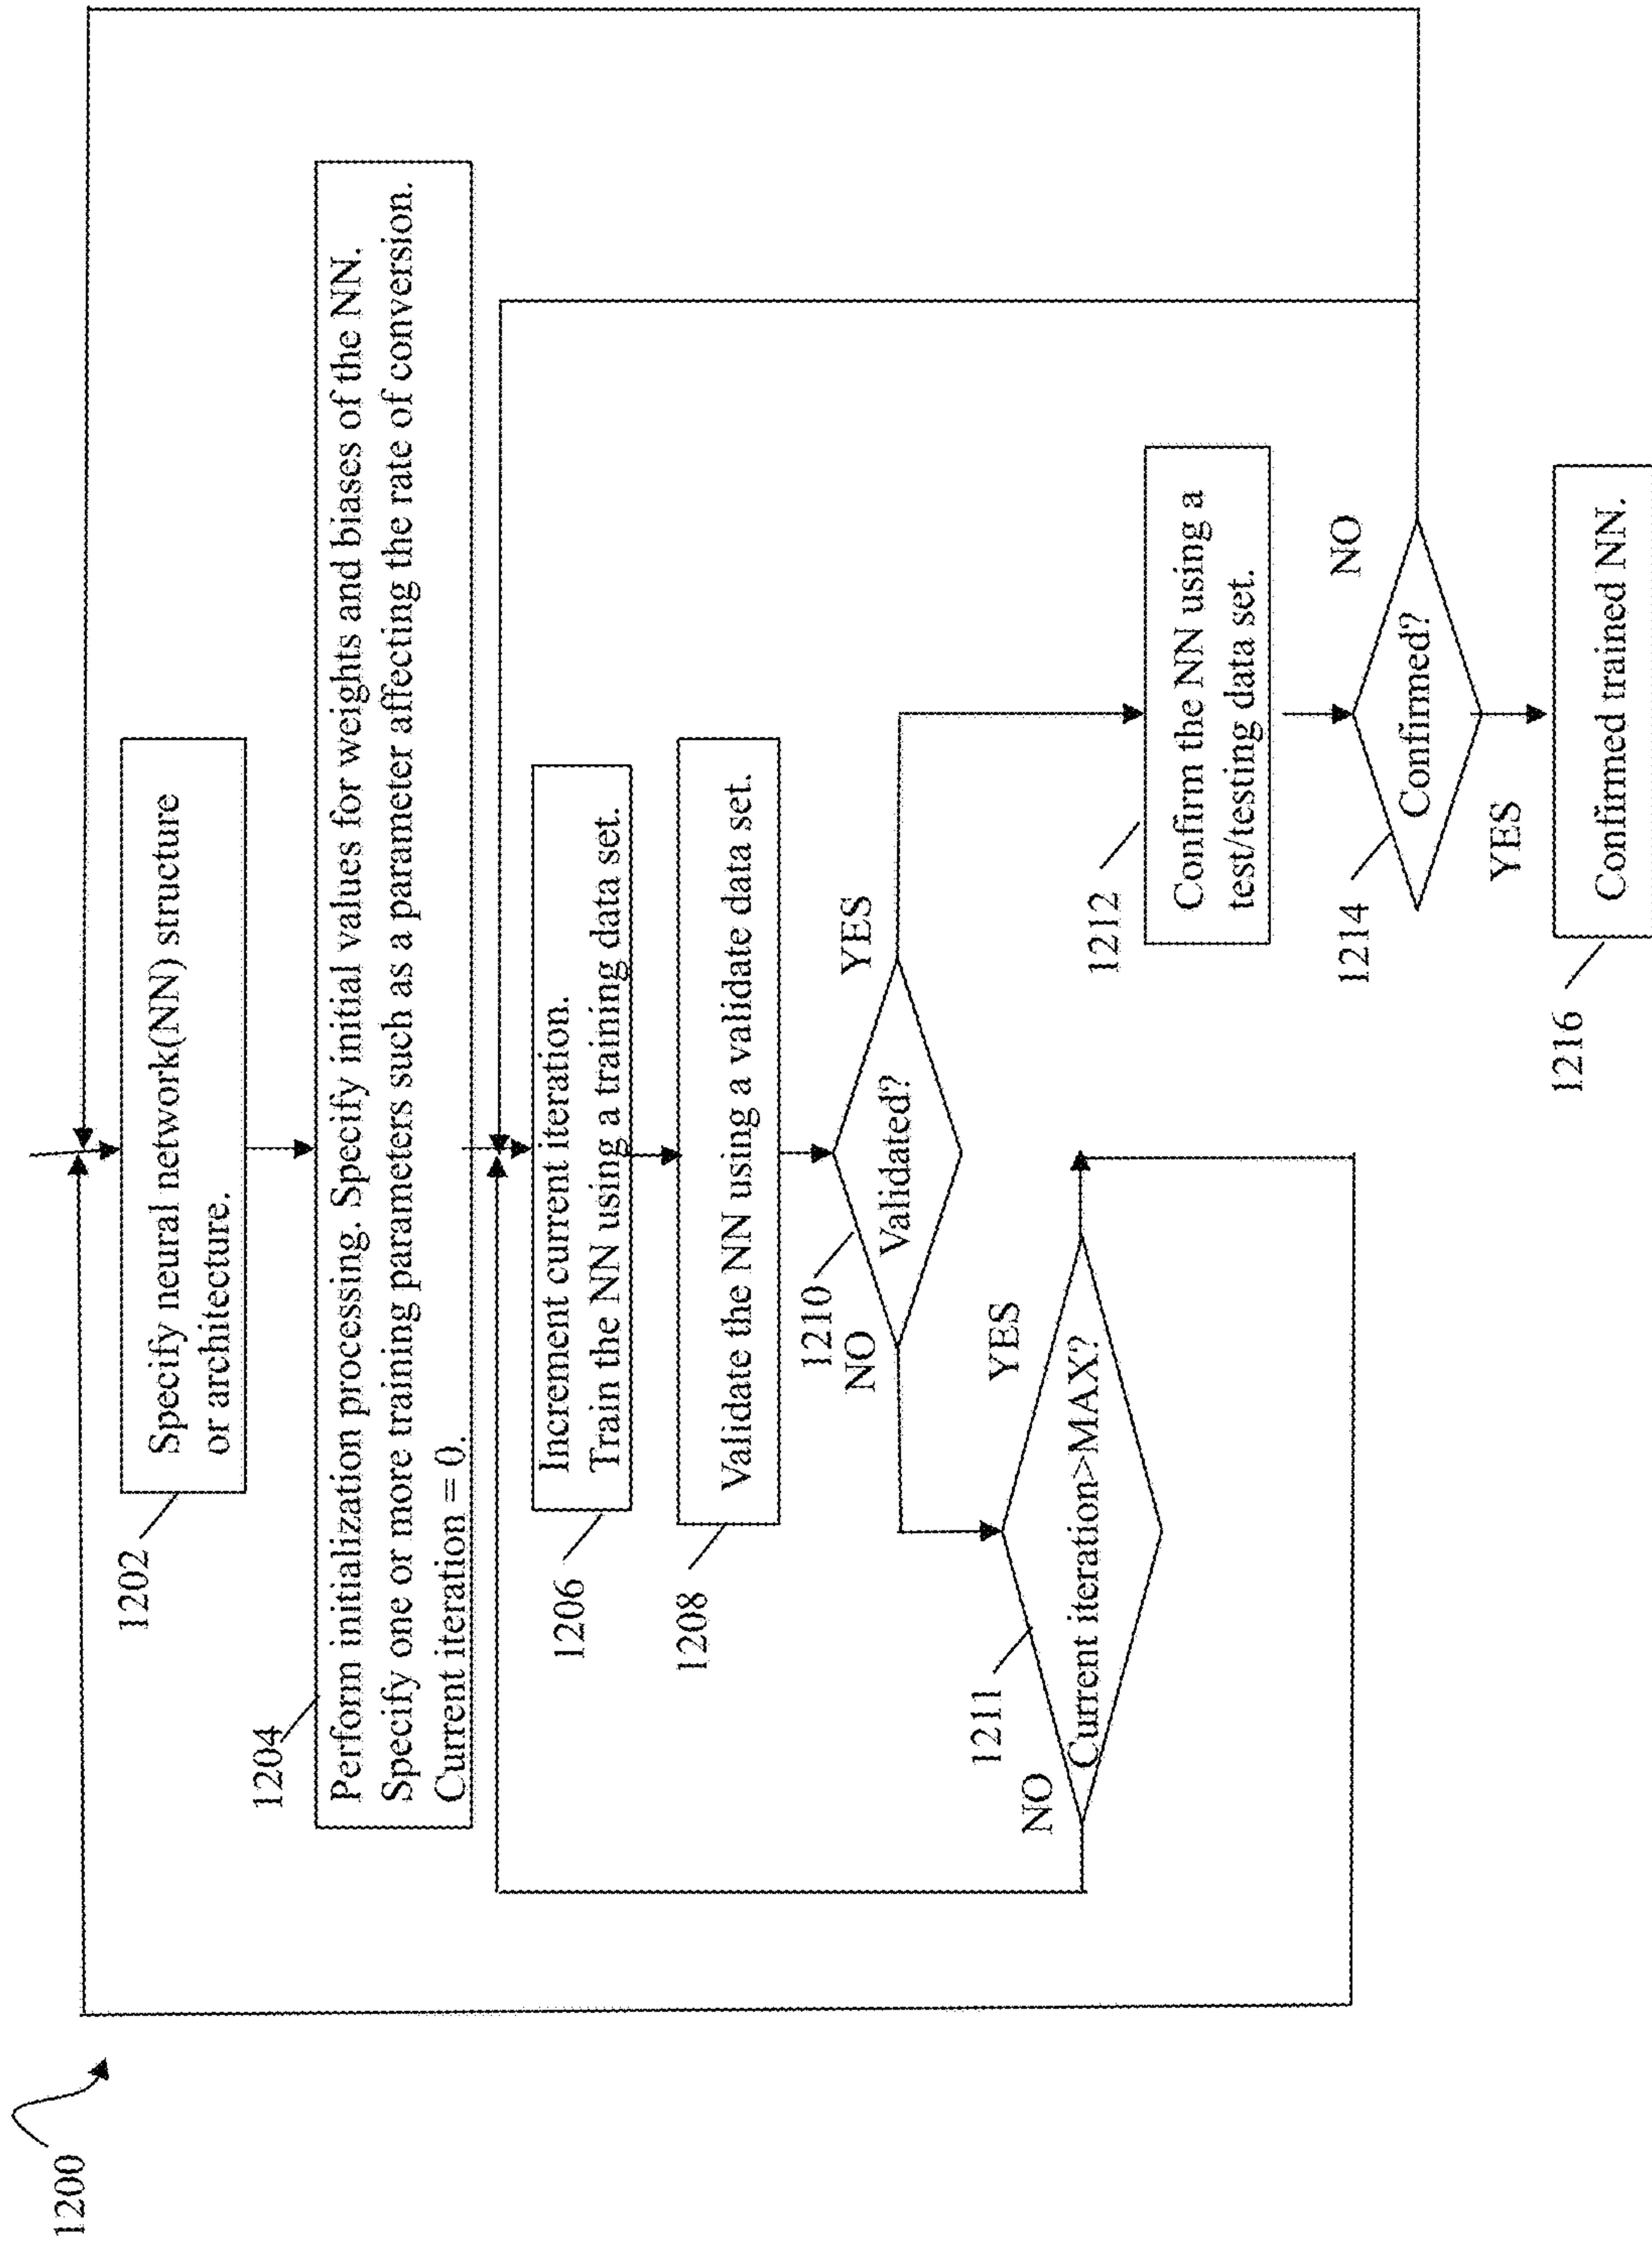 1200
1202
Specify neural network(NN) structure
or architecture.
1204
Perform initialization processing. Specify initial values for weights and biases of the NN.
Specify one or more training parameters such as a parameter affecting the rate of conversion.
Current iteration = 0.
1206
Increment current iteration.
Train the NN using a training data set.
1208
Validate the NN using a validate data set.
1210
NO
Validated?
YES
1211
NO
Current iteration>MAX?
YES
1212
Confirm the NN using a
test/testing data set.
1214
Confirmed?
NO
YES
1216
Confirmed trained NN.